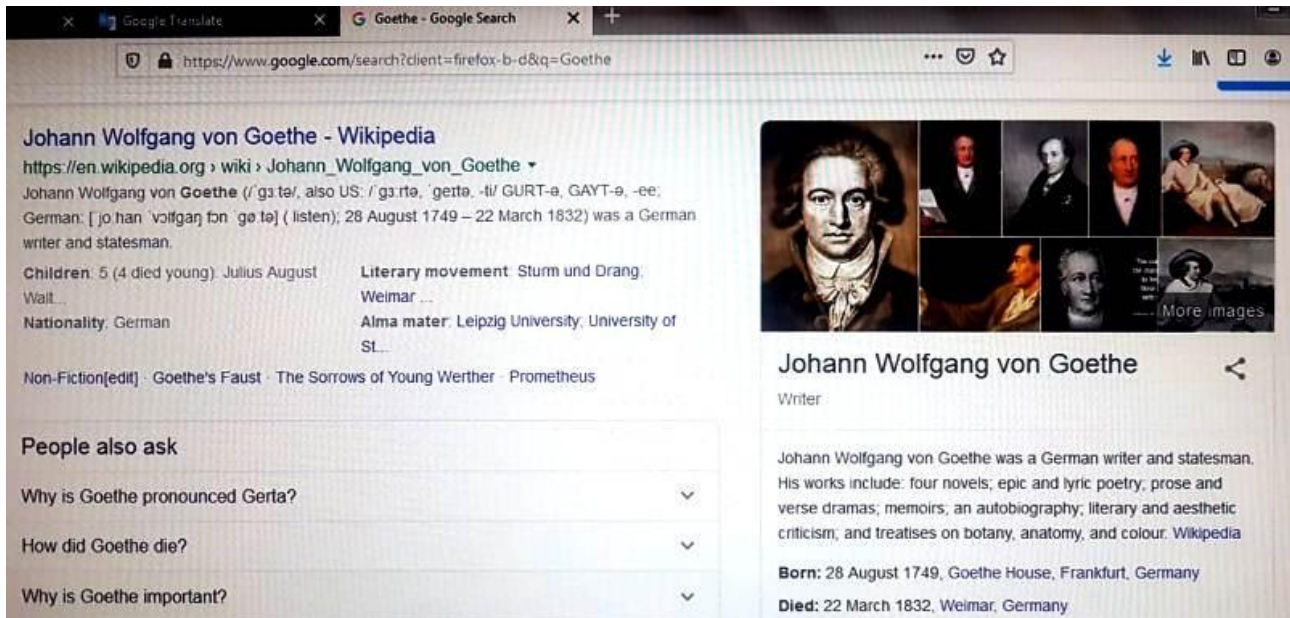 Google Translate
Goethe - Google Search
https://www.google.com/search?client=firefox-b-d&q=Goethe
Johann Wolfgang von Goethe - Wikipedia
https://en.wikipedia.org › wiki › Johann_Wolfgang_von_Goethe
Johann Wolfgang von Goethe (/ˈɡɜːtə/, also US: /ˈɡɜːrtə, ˈɡeɪtə, -ti/ GURT-ə, GAYT-ə, -ee;
German: [ˈjoːhan ˈvɔlfɡaŋ fɔn ˈɡøːtə] ( listen); 28 August 1749 – 22 March 1832) was a German
writer and statesman.
Children: 5 (4 died young): Julius August
Walt...
Literary movement: Sturm und Drang;
Weimar ...
Nationality: German
Alma mater: Leipzig University; University of
St...
Non-Fiction[edit] · Goethe's Faust · The Sorrows of Young Werther · Prometheus
People also ask
Why is Goethe pronounced Gerta?
How did Goethe die?
Why is Goethe important?
More images
Johann Wolfgang von Goethe
Writer
Johann Wolfgang von Goethe was a German writer and statesman.
His works include: four novels; epic and lyric poetry; prose and
verse dramas; memoirs; an autobiography; literary and aesthetic
criticism; and treatises on botany, anatomy, and colour. Wikipedia
Born: 28 August 1749, Goethe House, Frankfurt, Germany
Died: 22 March 1832, Weimar, Germany